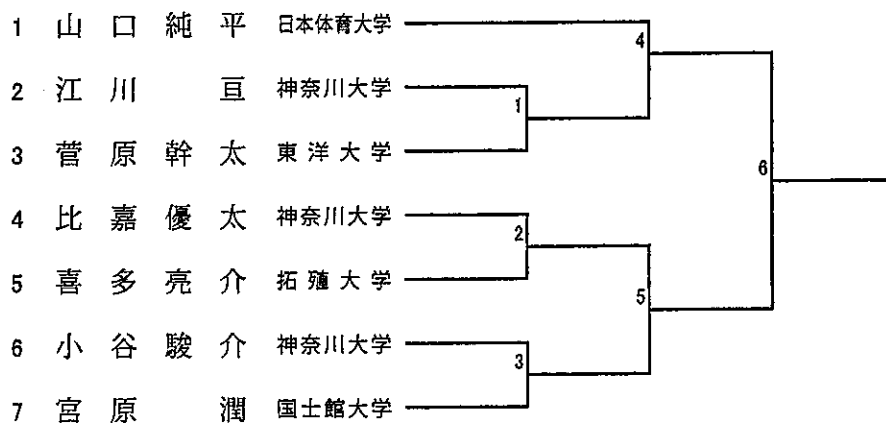 1 山口純平 日本体育大学
2 江川亘 神奈川大学
3 菅原幹太 東洋大学
4 比嘉優太 神奈川大学
5 喜多亮介 拓殖大学
6 小谷駿介 神奈川大学
7 宮原潤 国士館大学
4
1
6
2
5
3